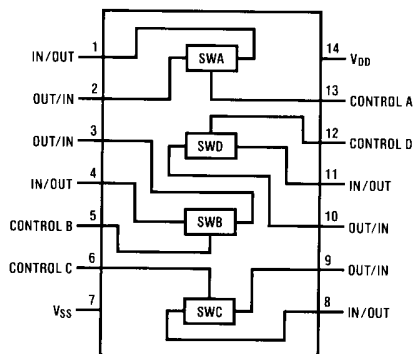 IN/OUT 1
OUT/IN 2
OUT/IN 3
IN/OUT 4
CONTROL B 5
CONTROL C 6
VSS 7
SWA
SWD
SWB
SWC
14 VDD
13 CONTROL A
12 CONTROL D
11 IN/OUT
10 OUT/IN
9 OUT/IN
8 IN/OUT